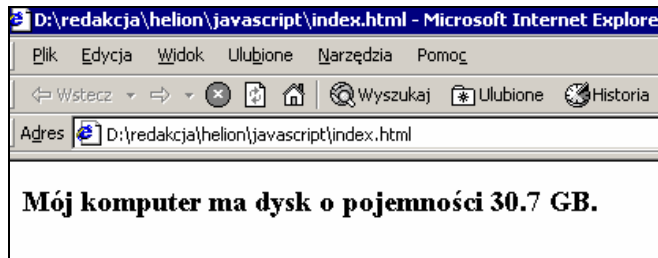 D:\redakcja\helion\javascript\index.html - Microsoft Internet Explore
Plik Edycja Widok Ulubione Narzędzia Pomoc
Wstecz Wyszukaj Ulubione Historia
Adres D:\redakcja\helion\javascript\index.html
Mój komputer ma dysk o pojemności 30.7 GB.